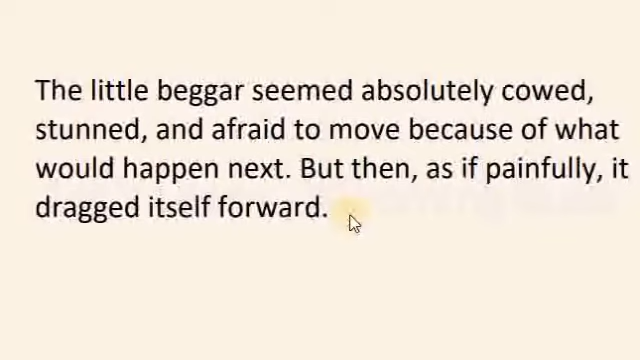 The little beggar seemed absolutely cowed,
stunned, and afraid to move because of what
would happen next. But then, as if painfully, it
dragged itself forward.